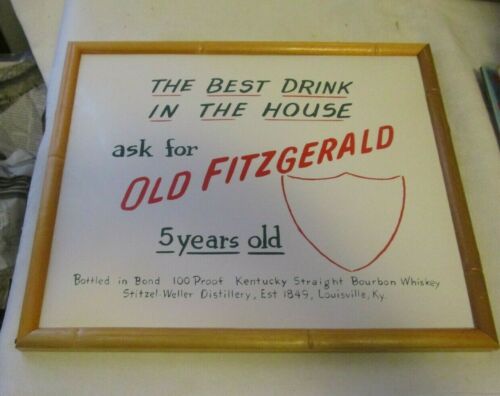 THE BEST DRINK
IN THE HOUSE
ask for
OLD FITZGERALD
5 years old
Bottled in Bond 100 Proof Kentucky Straight Bourbon Whiskey
Stitzel-Weller Distillery, Est 1849, Louisville, Ky.